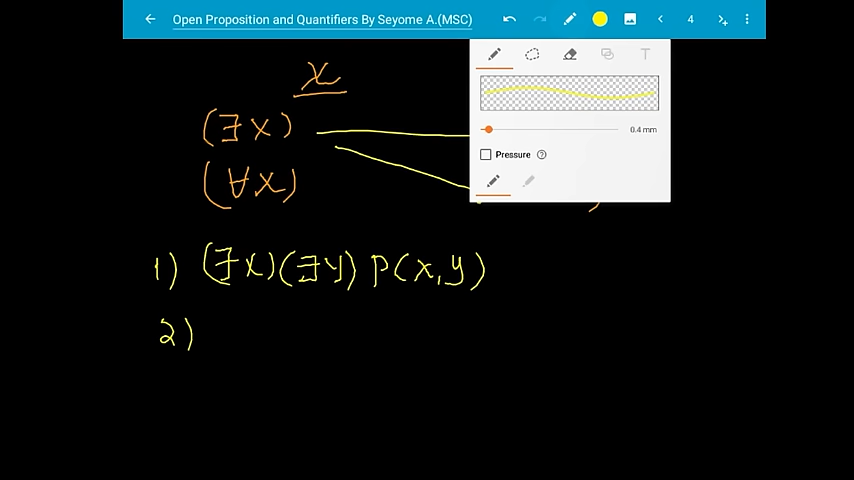 Open Proposition and Quantifiers By Seyome A.(MSC)
4
T
x
(∃x)
0.4 mm
Pressure
(∀x)
1) (∃x)(∃y) P(x,y)
2)